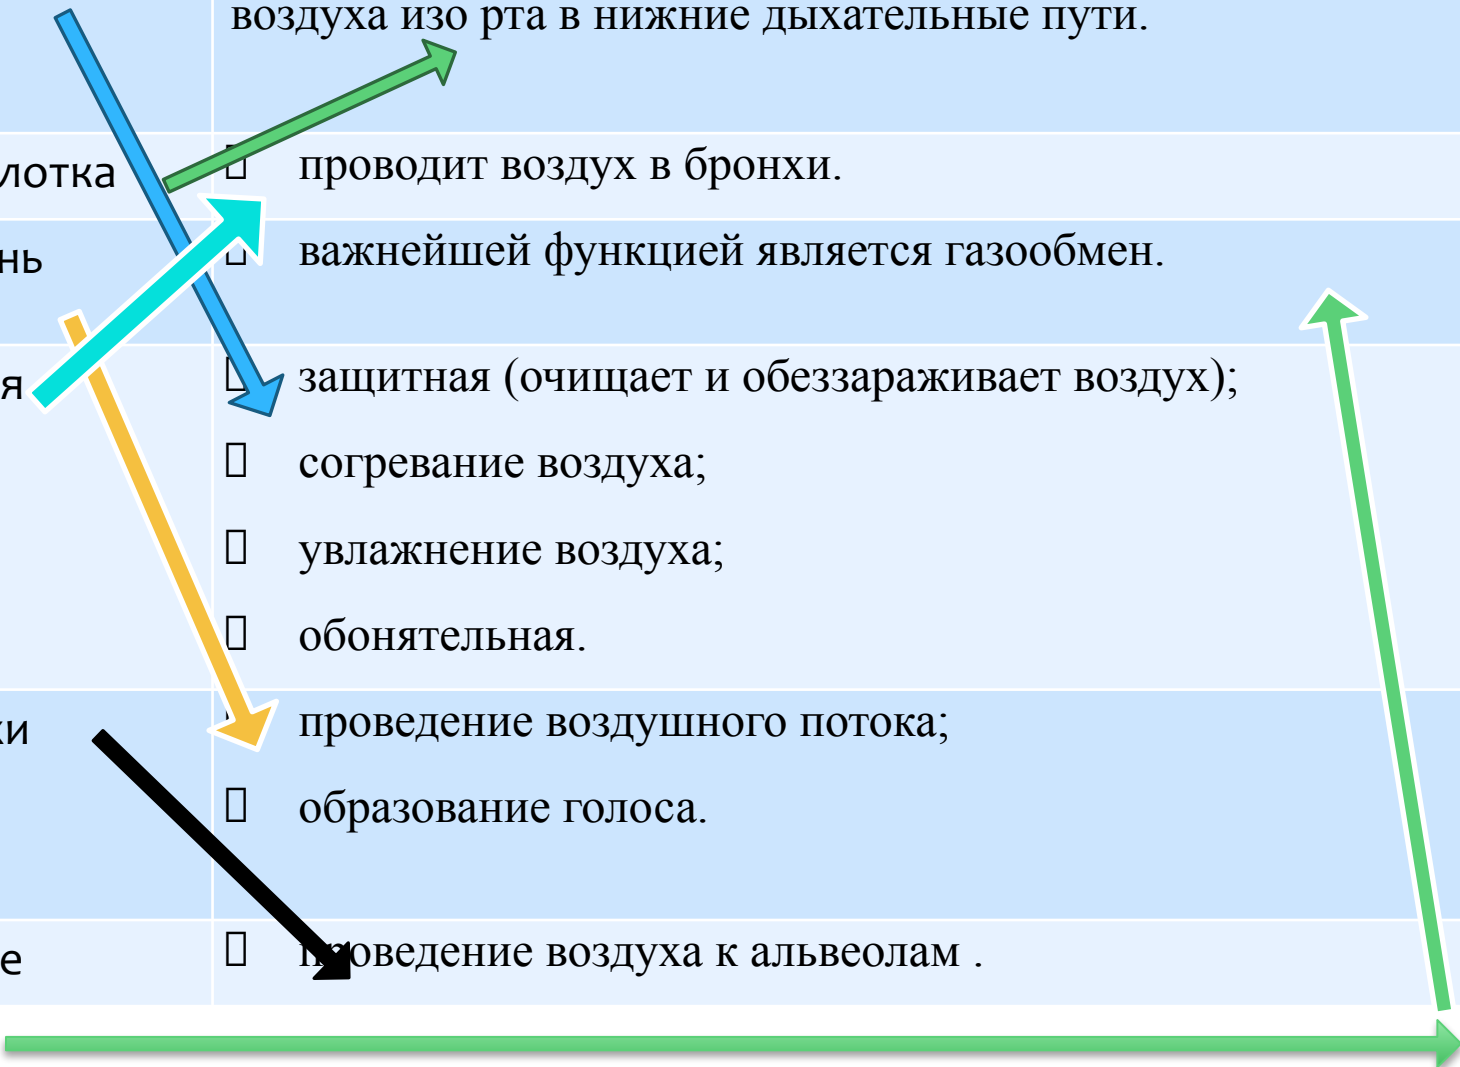 воздуха изо рта в нижние дыхательные пути.
лотка проводит воздух в бронхи.
нь важнейшей функцией является газообмен.
я защитная (очищает и обеззараживает воздух);
согревание воздуха;
увлажнение воздуха;
обонятельная.
ки проведение воздушного потока;
образование голоса.
е проведение воздуха к альвеолам .